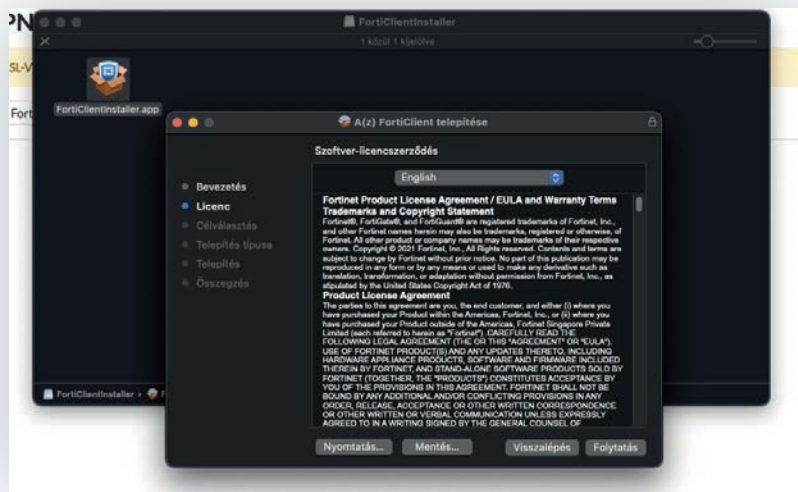 PN
FortiClientInstaller
1 közül 1 kijelölve
SL-V
Fort
FortiClientInstaller.app
A(z) FortiClient telepítése
Szoftver-licencszerződés
English
Bevezetés
Licenc
Célválasztás
Telepítés típusa
Telepítés
Összegzés
Fortinet Product License Agreement / EULA and Warranty Terms
Trademarks and Copyright Statement
Fortinet®, FortiGate®, and FortiGuard® are registered trademarks of Fortinet, Inc.,
and other Fortinet names herein may also be trademarks, registered or otherwise, of
Fortinet. All other product or company names may be trademarks of their respective
owners. Copyright © 2021 Fortinet, Inc., All Rights reserved. Contents and terms are
subject to change by Fortinet without prior notice. No part of this publication may be
reproduced in any form or by any means or used to make any derivative such as
translation, transformation, or adaptation without permission from Fortinet, Inc., as
stipulated by the United States Copyright Act of 1976.
Product License Agreement
The parties to this agreement are you, the end customer, and either (i) where you
have purchased your Product within the Americas, Fortinet, Inc., or (ii) where you
have purchased your Product outside of the Americas, Fortinet Singapore Private
Limited (each referred to herein as "Fortinet"). CAREFULLY READ THE
FOLLOWING LEGAL AGREEMENT (THE OR THIS "AGREEMENT" OR "EULA").
USE OF FORTINET PRODUCT(S) AND ANY UPDATES THERETO, INCLUDING
HARDWARE APPLIANCE PRODUCTS, SOFTWARE AND FIRMWARE INCLUDED
THEREIN BY FORTINET, AND STAND-ALONE SOFTWARE PRODUCTS SOLD BY
FORTINET (TOGETHER, THE "PRODUCTS") CONSTITUTES ACCEPTANCE BY
YOU OF THE PROVISIONS IN THIS AGREEMENT. FORTINET SHALL NOT BE
BOUND BY ANY ADDITIONAL AND/OR CONFLICTING PROVISIONS IN ANY
ORDER, RELEASE, ACCEPTANCE OR OTHER WRITTEN CORRESPONDENCE
OR OTHER WRITTEN OR VERBAL COMMUNICATION UNLESS EXPRESSLY
AGREED TO IN A WRITING SIGNED BY THE GENERAL COUNSEL OF
FortiClientInstaller › F
Nyomtatás... Mentés... Visszalépés Folytatás